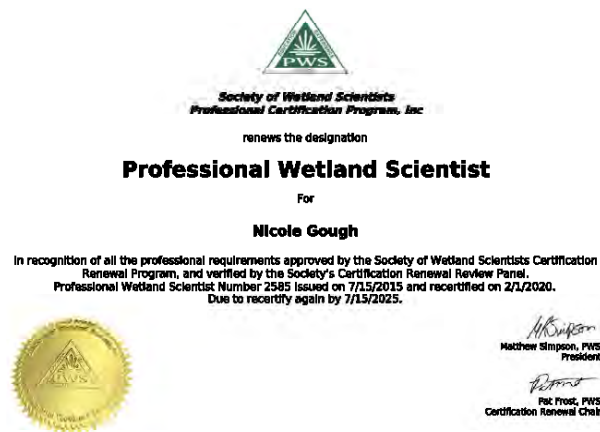 PWS
Society of Wetland Scientists
Professional Certification Program, Inc
renews the designation
Professional Wetland Scientist
For
Nicole Gough
in recognition of all the professional requirements approved by the Society of Wetland Scientists Certification
Renewal Program, and verified by the Society's Certification Renewal Review Panel.
Professional Wetland Scientist Number 2585 issued on 7/15/2015 and recertified on 2/1/2020.
Due to recertify again by 7/15/2025.
PWS
Matthew Simpson, PWS
President
Pat Frost, PWS
Certification Renewal Chair